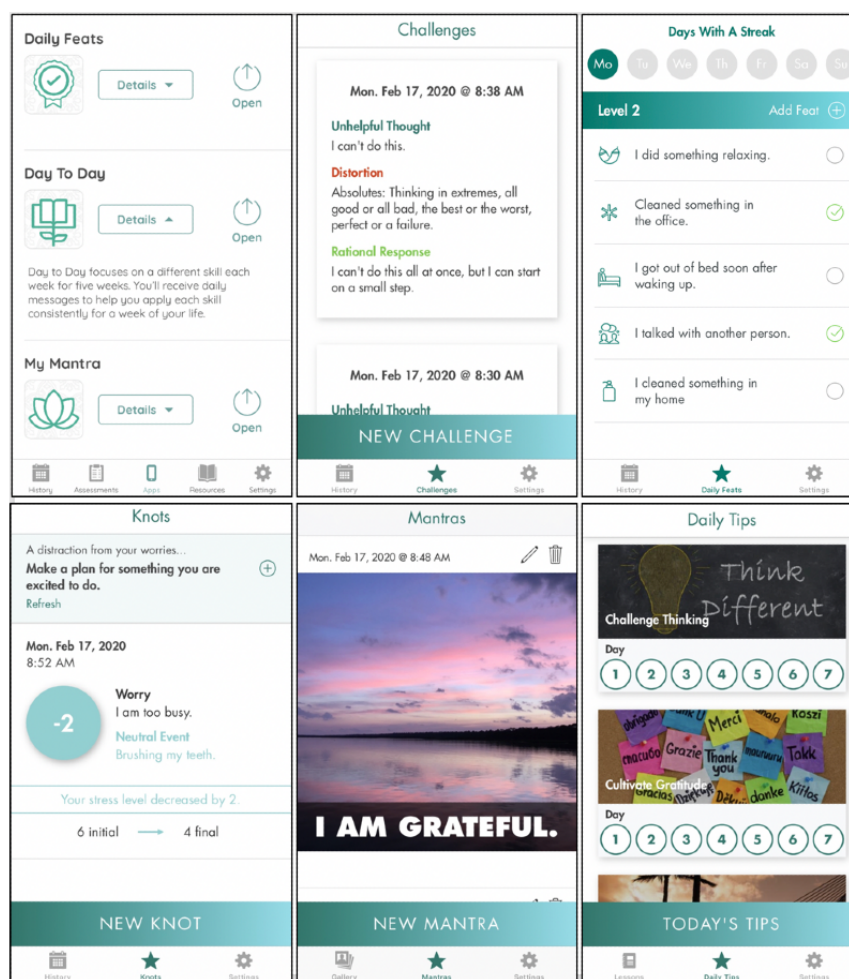 Daily Feats
Details
Open
Day To Day
Details
Open
Day to Day focuses on a different skill each
week for five weeks. You'll receive daily
messages to help you apply each skill
consistently for a week of your life.
My Mantra
Details
Open
History Assessments Apps Resources Settings
Challenges
Mon. Feb 17, 2020 @ 8:38 AM
Unhelpful Thought
I can't do this.
Distortion
Absolutes: Thinking in extremes, all
good or all bad, the best or the worst,
perfect or a failure.
Rational Response
I can't do this all at once, but I can start
on a small step.
Mon. Feb 17, 2020 @ 8:30 AM
Unhelpful Thought
NEW CHALLENGE
History Challenges Settings
Days With A Streak
Mo Tu We Th Fr Sa Su
Level 2 Add Feat
I did something relaxing.
Cleaned something in
the office.
I got out of bed soon after
waking up.
I talked with another person.
I cleaned something in
my home
History Daily Feats Settings
Knots
A distraction from your worries...
Make a plan for something you are
excited to do.
Refresh
Mon. Feb 17, 2020
8:52 AM
-2
Worry
I am too busy.
Neutral Event
Brushing my teeth.
Your stress level decreased by 2.
6 initial → 4 final
NEW KNOT
History Knots Settings
Mantras
Mon. Feb 17, 2020 @ 8:48 AM
I AM GRATEFUL.
NEW MANTRA
Gallery Mantras Settings
Daily Tips
Think
Different
Challenge Thinking
Day
1 2 3 4 5 6 7
Merci
koszi
Grazie
Thank
you
Takk
Cultivate Gratitude
danke
Kiitos
Day
1 2 3 4 5 6 7
TODAY'S TIPS
Lessons Daily Tips Settings